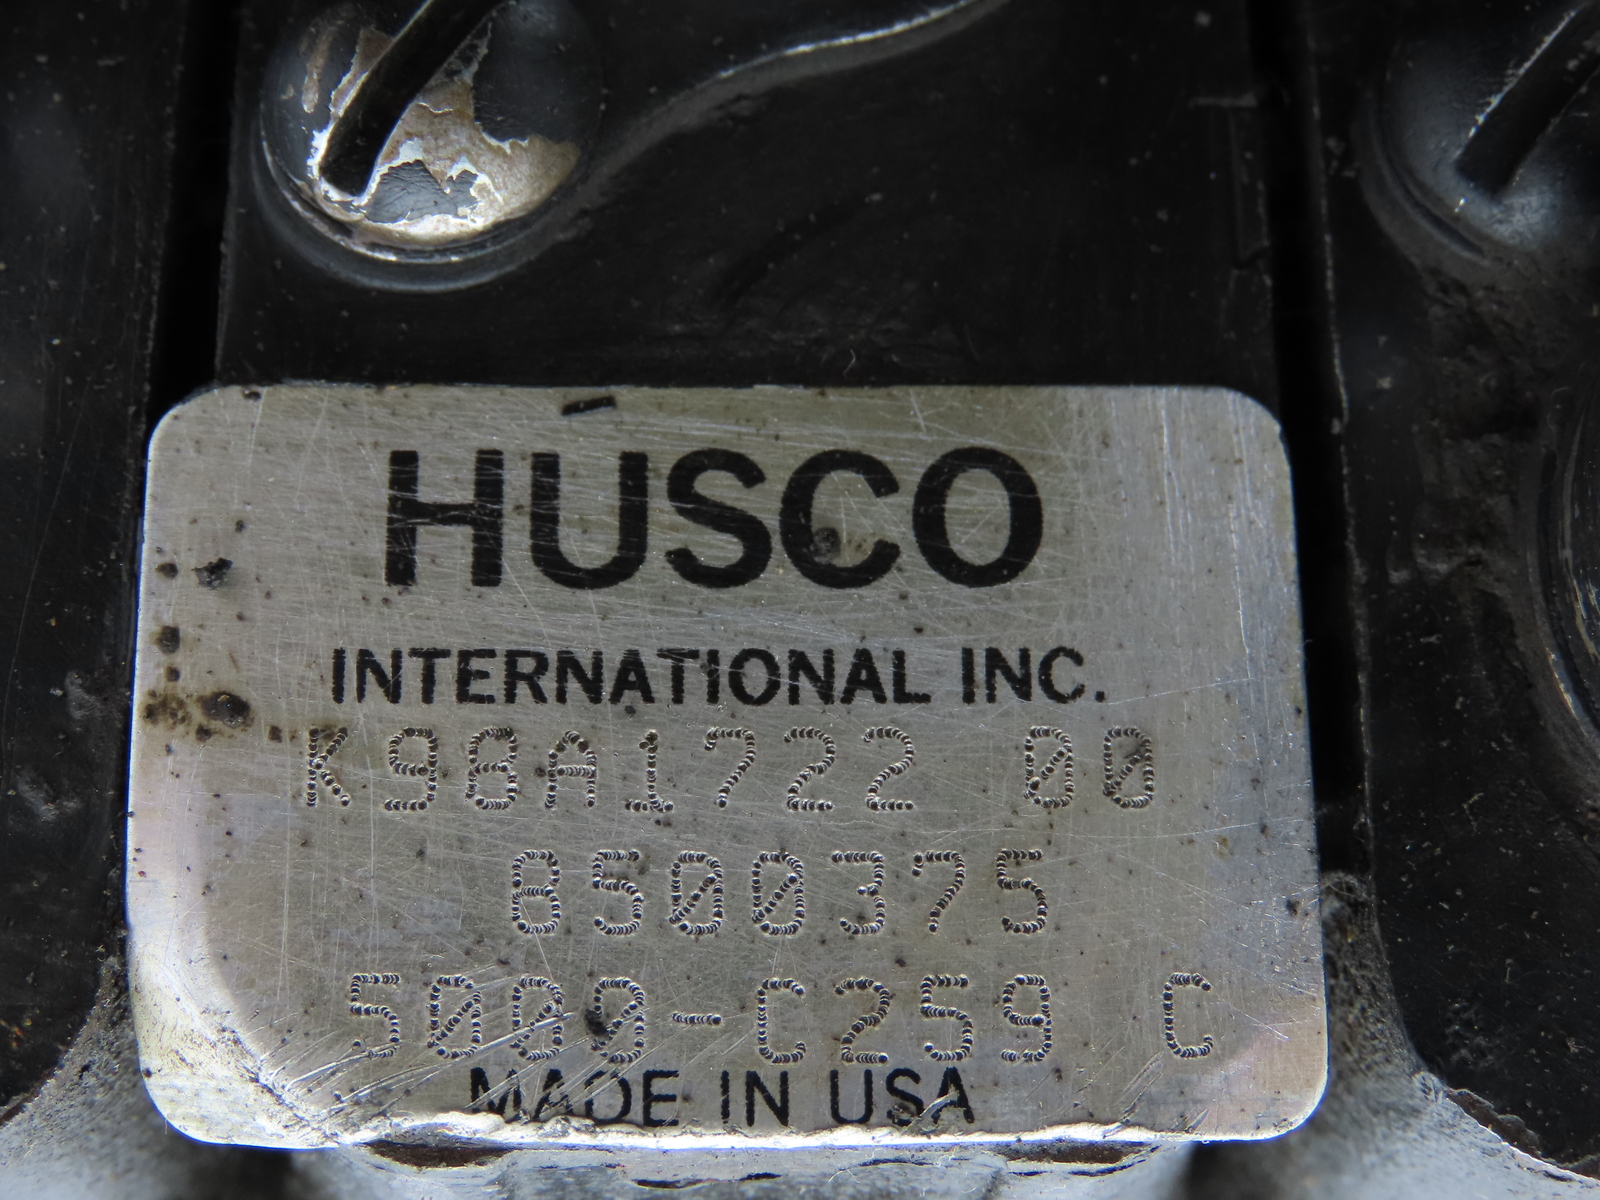 HUSCO
INTERNATIONAL INC.
K98A1722 00
8500375
5000-C259 C
MADE IN USA